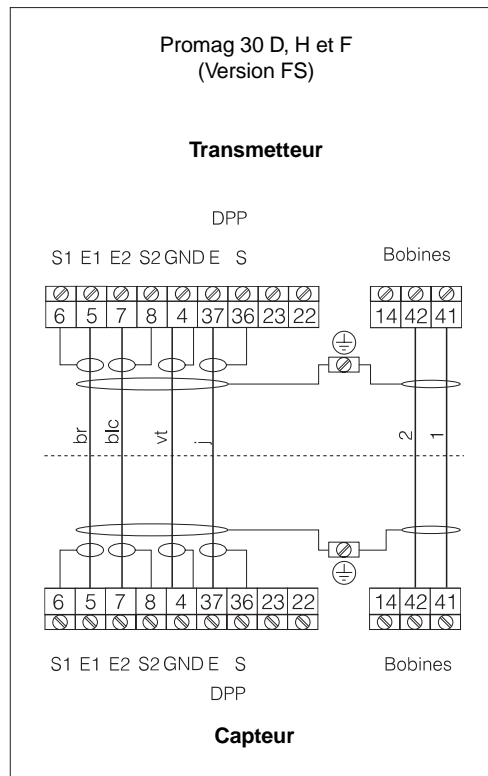 Promag 30 D, H et F
(Version FS)
Transmetteur
DPP
S1 E1 E2 S2 GND E S
Bobines
6 5 7 8 4 37 36 23 22
14 42 41
br blc vt j
2 1
6 5 7 8 4 37 36 23 22
14 42 41
S1 E1 E2 S2 GND E S
Bobines
DPP
Capteur